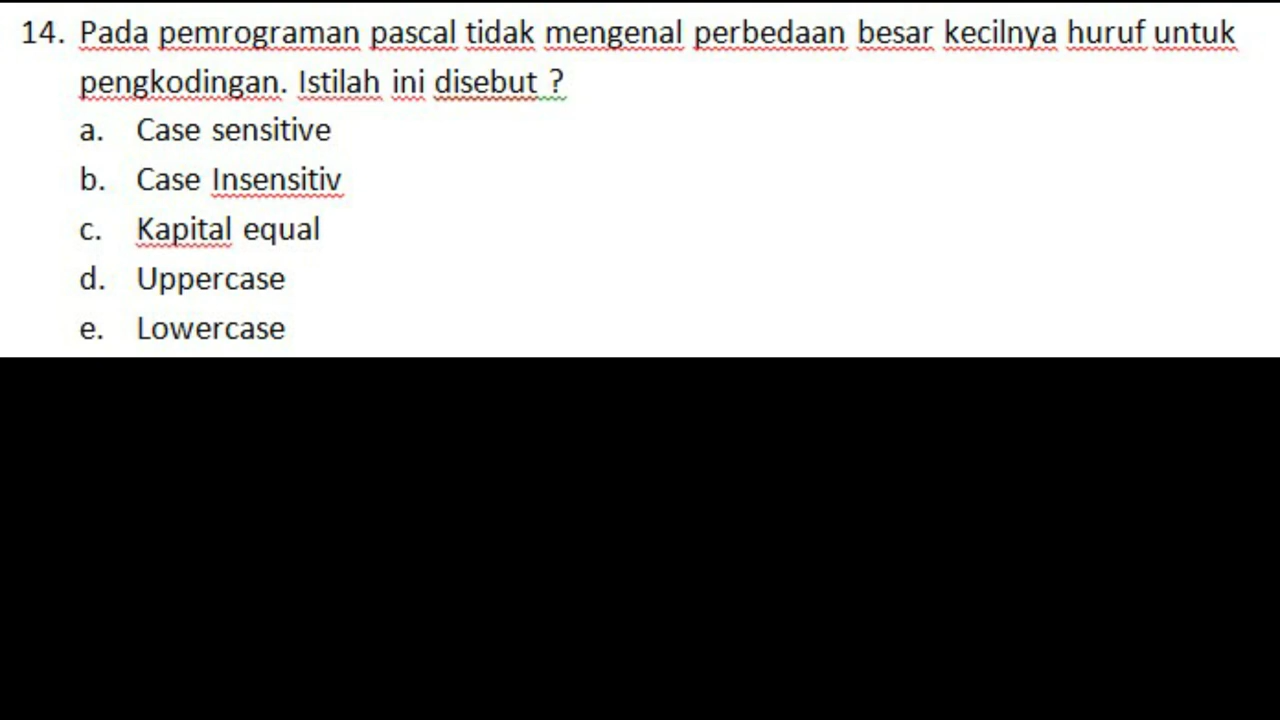 14. Pada pemrograman pascal tidak mengenal perbedaan besar kecilnya huruf untuk
pengkodingan. Istilah ini disebut ?
a. Case sensitive
b. Case Insensitiv
c. Kapital equal
d. Uppercase
e. Lowercase